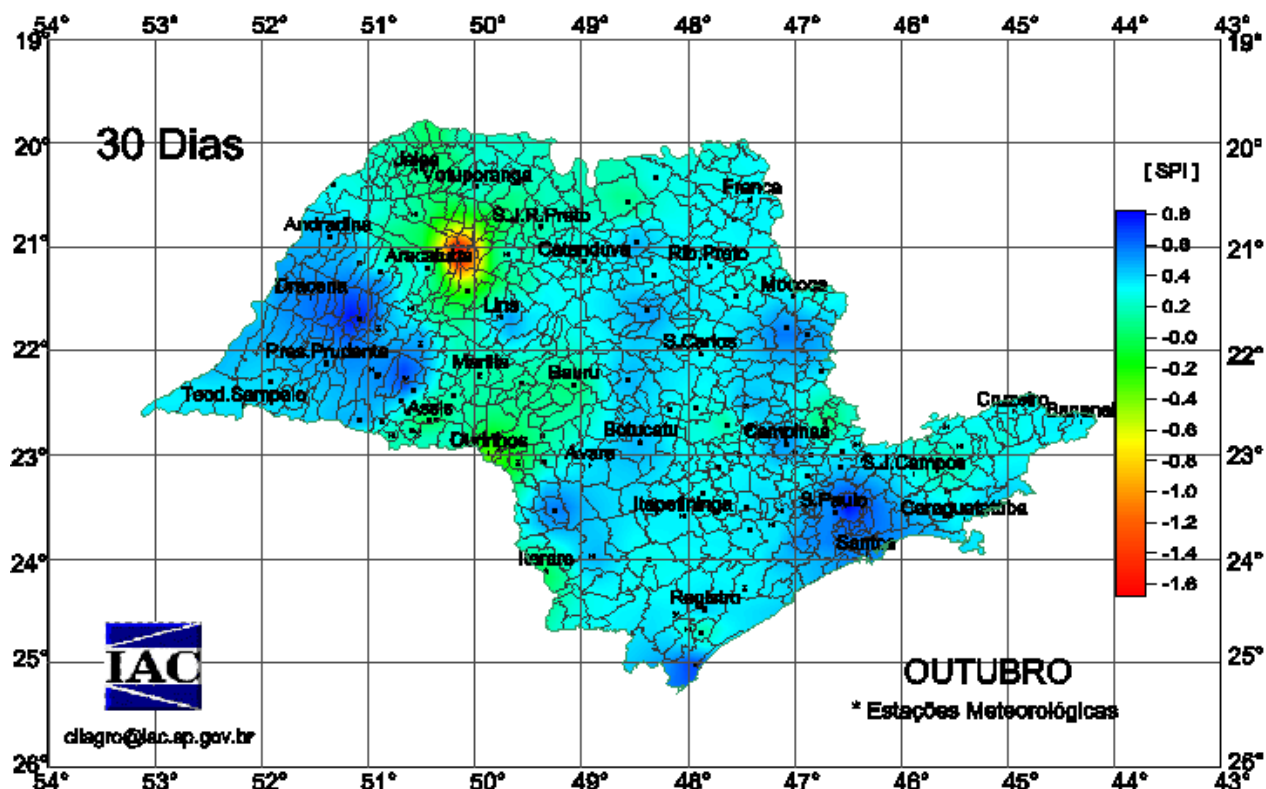 54° 53° 52° 51° 50° 49° 48° 47° 46° 45° 44° 43°
19° 19°
20° 20°
21° 21°
22° 22°
23° 23°
24° 24°
25° 25°
26° 26°
30 Dias
[ SPI ]
0.8
0.6
0.4
0.2
-0.0
-0.2
-0.4
-0.6
-0.8
-1.0
-1.2
-1.4
-1.6
Jales
Votuporanga
Franca
Andradina
S.J.R.Preto
Aracatuba
Catanduva
Rib.Preto
Dracena
Lins
Mococa
Pres.Prudente
Marilia
Bauru
S.Carlos
Teod.Sampaio
Assis
Cruzeiro
Bananal
Ourinhos
Botucatu
Campinas
Avare
S.J.Campos
Itapetininga
S.Paulo
Caraguatatuba
Santos
Itarare
Registro
IAC
ciiagro@iac.sp.gov.br
OUTUBRO
* Estações Meteorológicas
54° 53° 52° 51° 50° 49° 48° 47° 46° 45° 44° 43°